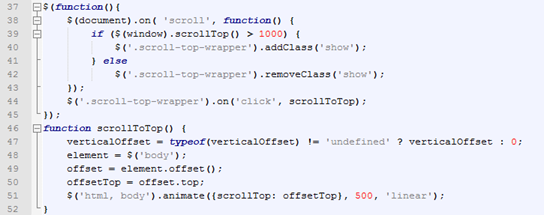 37 $(function(){
38 $(document).on( 'scroll', function() {
39 if ($(window).scrollTop() > 1000) {
40 $('.scroll-top-wrapper').addClass('show');
41 } else
42 $('.scroll-top-wrapper').removeClass('show');
43 });
44 $('.scroll-top-wrapper').on('click', scrollToTop);
45 });
46 function scrollToTop() {
47 verticalOffset = typeof(verticalOffset) != 'undefined' ? verticalOffset : 0;
48 element = $('body');
49 offset = element.offset();
50 offsetTop = offset.top;
51 $('html, body').animate({scrollTop: offsetTop}, 500, 'linear');
52 }